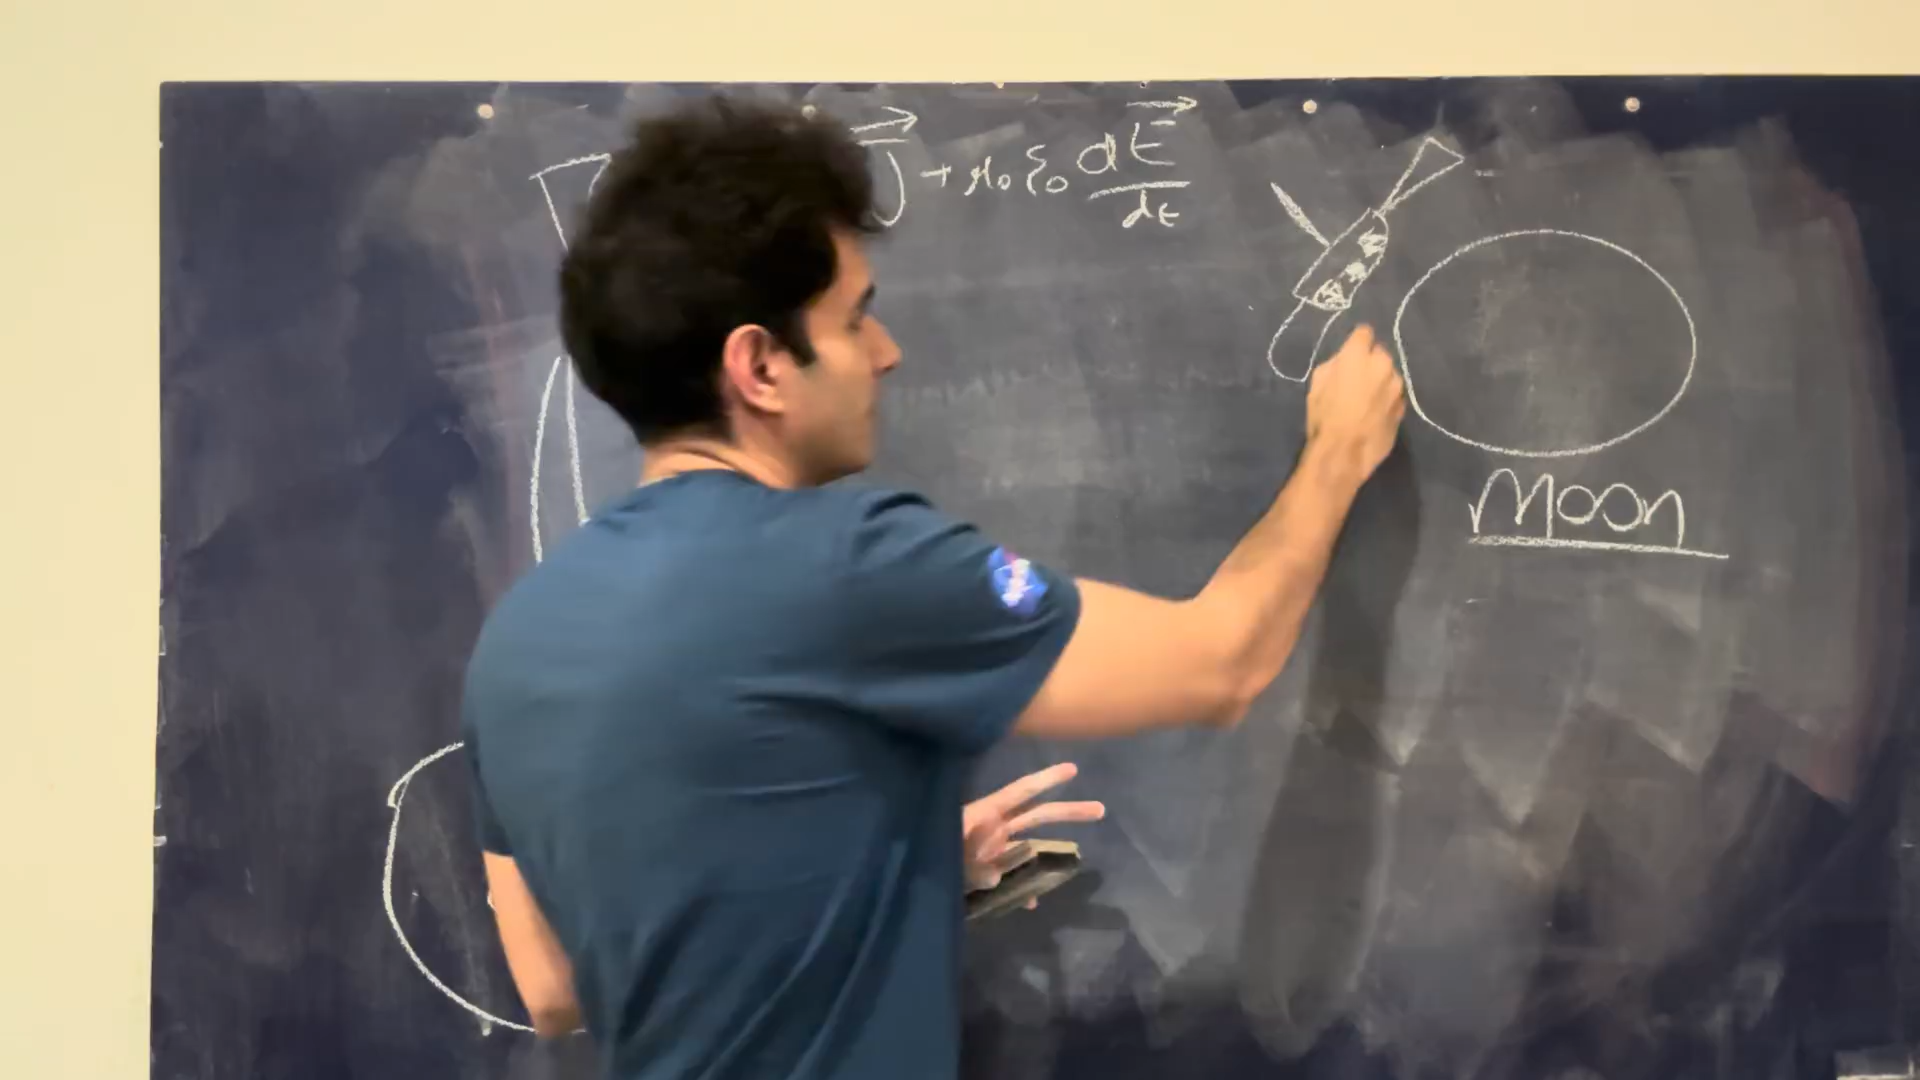 ∇ J + μ₀ε₀ dE/dt
Moon